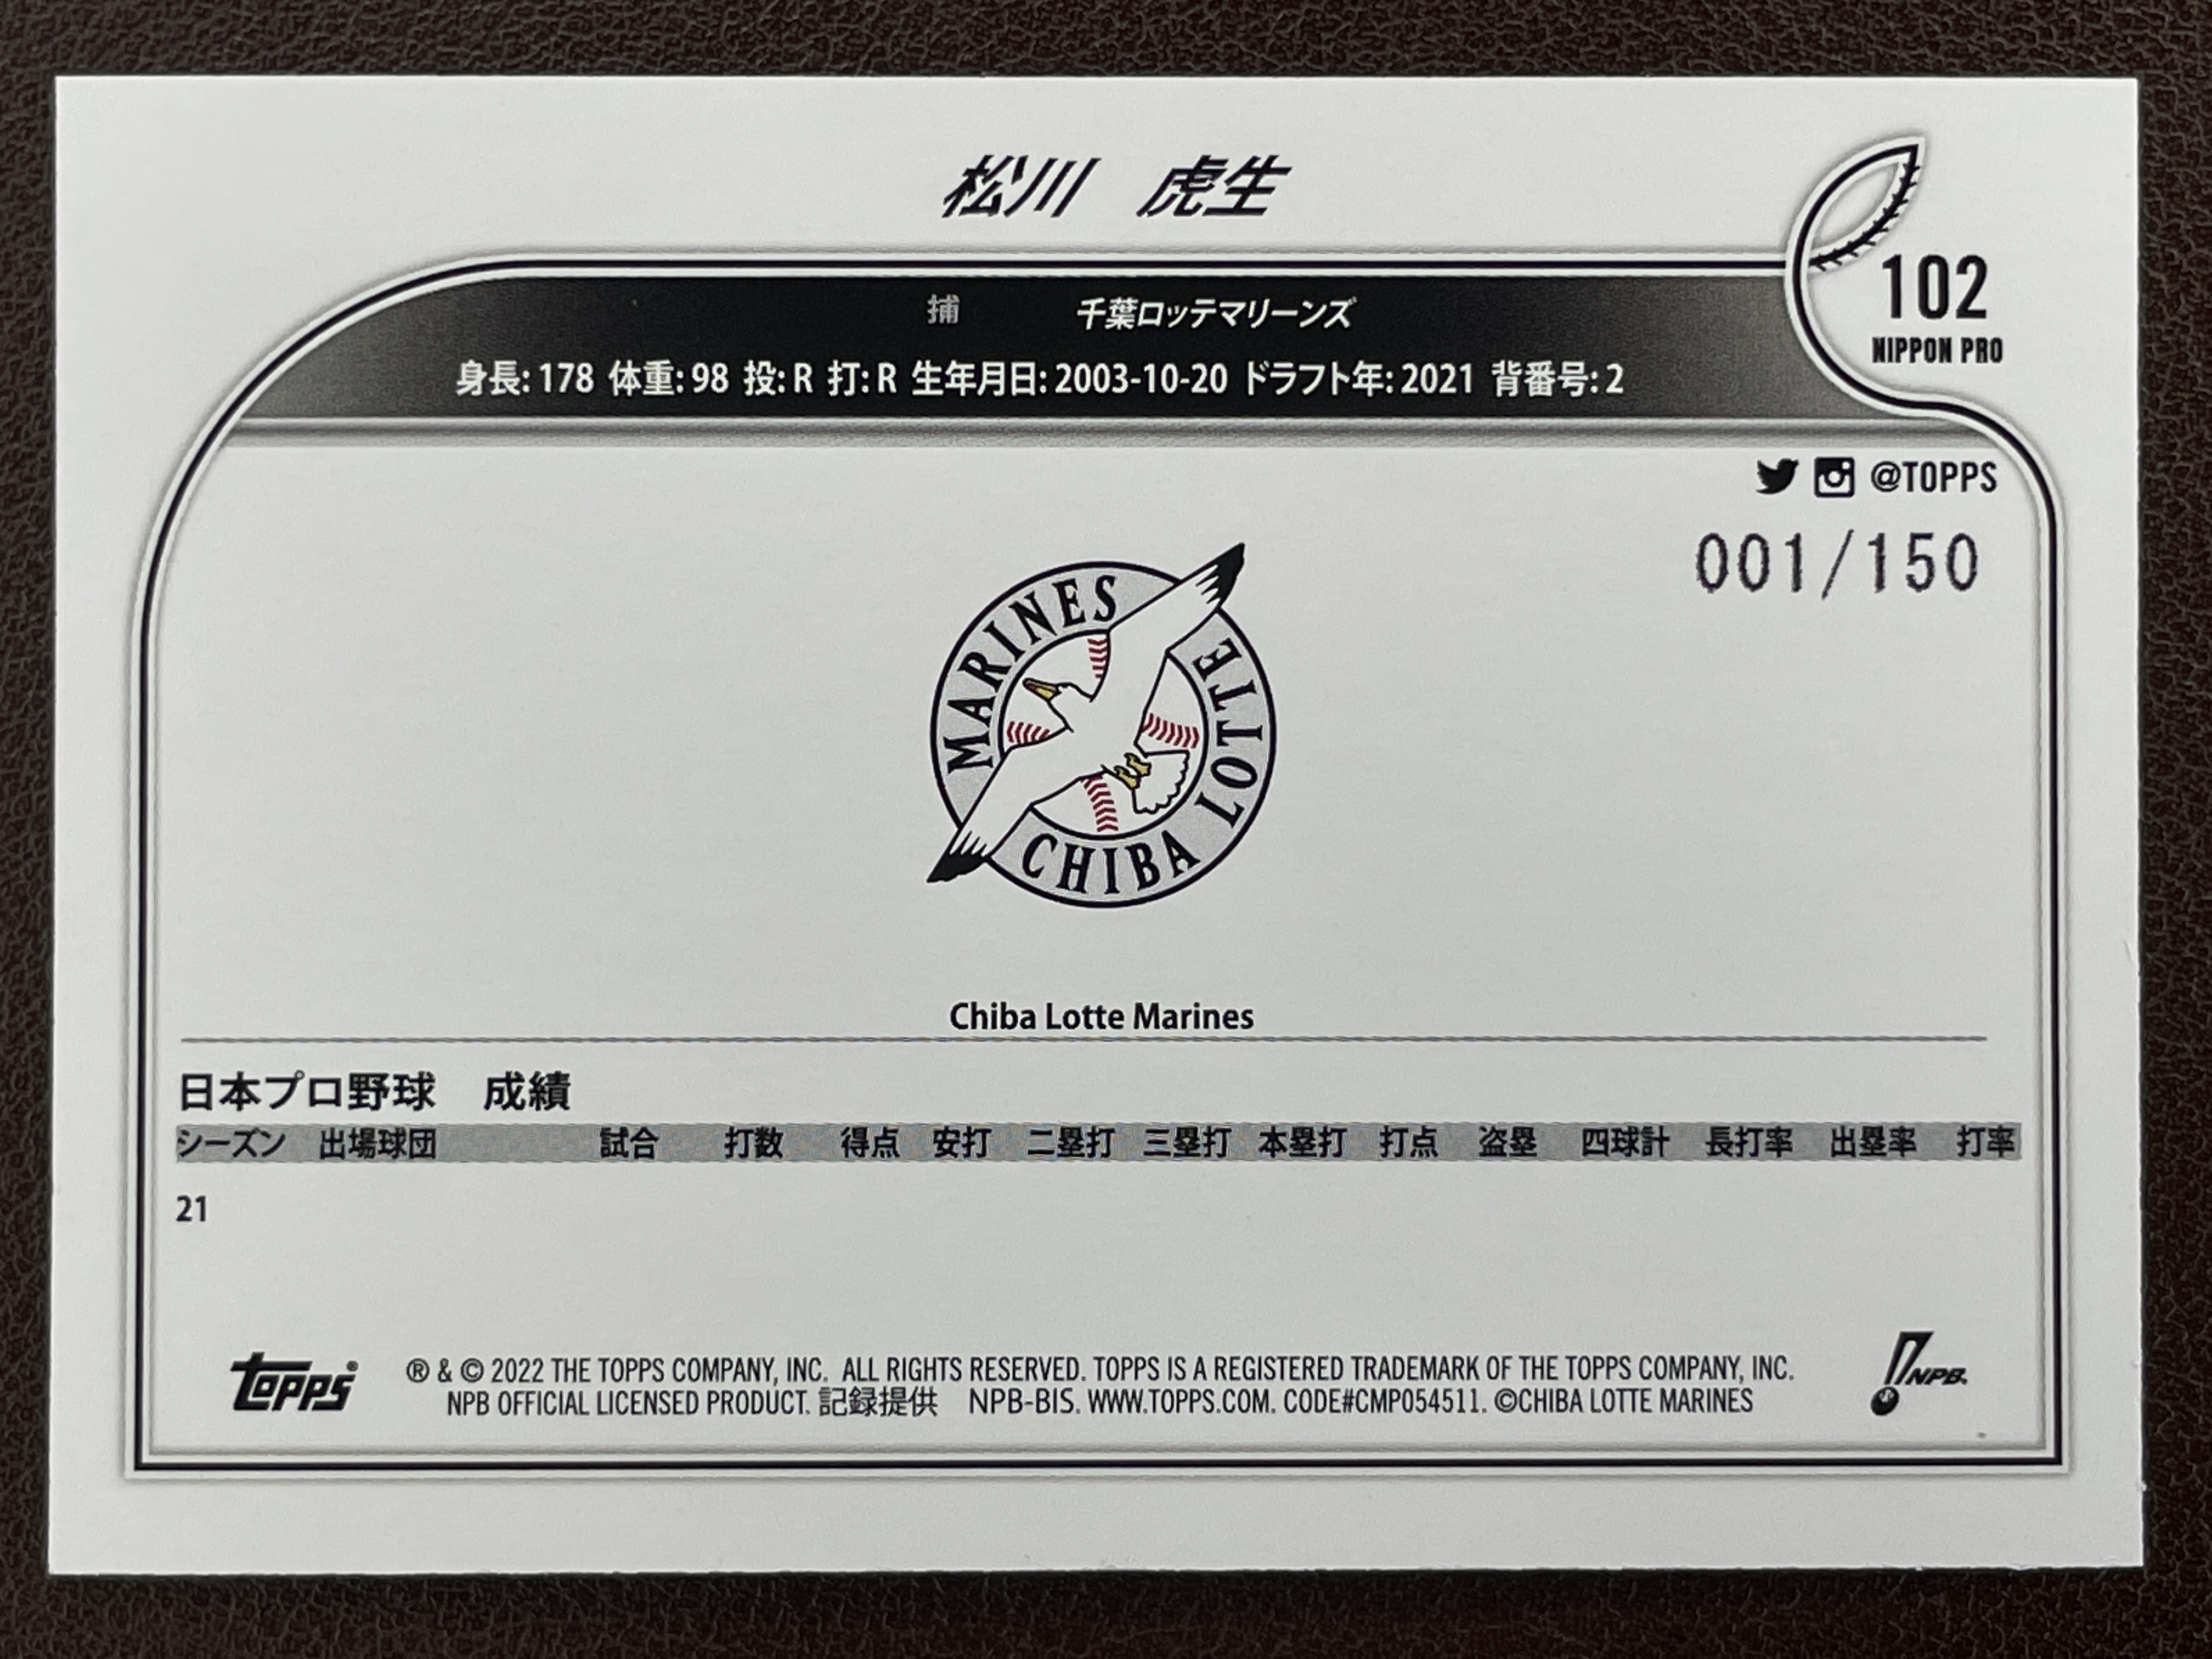 松川　虎生
102
NIPPON PRO
捕　千葉ロッテマリーンズ
身長: 178 体重: 98 投: R 打: R 生年月日: 2003-10-20 ドラフト年: 2021 背番号: 2
@TOPPS
001/150
MARINES
CHIBA LOTTE
Chiba Lotte Marines
日本プロ野球　成績
シーズン 出場球団 試合 打数 得点 安打 二塁打 三塁打 本塁打 打点 盗塁 四球計 長打率 出塁率 打率
21
Topps®
® & © 2022 THE TOPPS COMPANY, INC. ALL RIGHTS RESERVED. TOPPS IS A REGISTERED TRADEMARK OF THE TOPPS COMPANY, INC.
NPB OFFICIAL LICENSED PRODUCT. 記録提供　NPB-BIS. WWW.TOPPS.COM. CODE#CMP054511. ©CHIBA LOTTE MARINES
NPB.